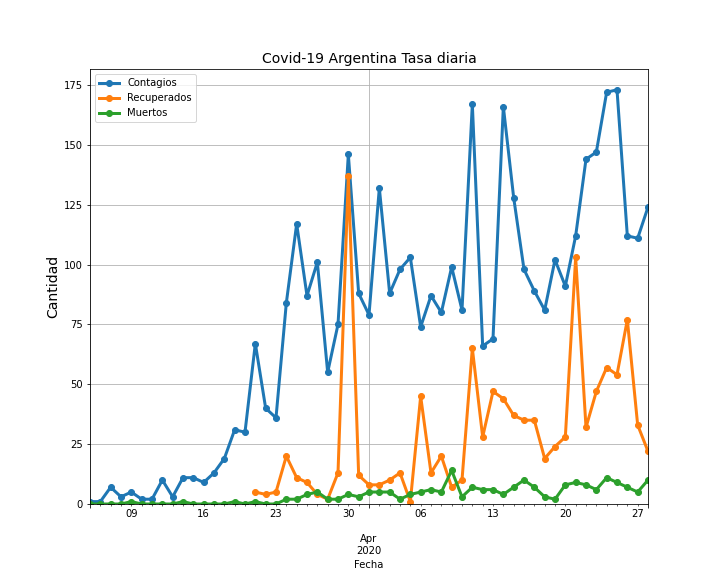 Covid-19 Argentina Tasa diaria
Contagios
Recuperados
Muertos
175
150
125
100
75
50
25
0
Cantidad
09 16 23 30 06 13 20 27
Apr
2020
Fecha